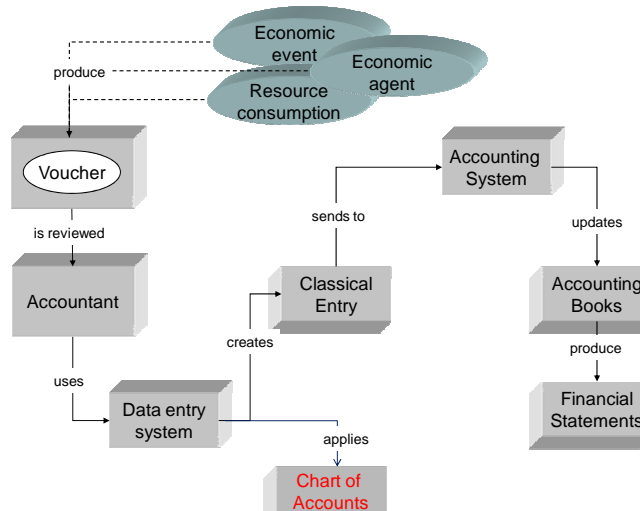 Economic
event
produce
Economic
agent
Resource
consumption
Voucher
Accounting
System
sends to
is reviewed
updates
Accountant
Classical
Entry
Accounting
Books
creates
produce
uses
Data entry
system
Financial
Statements
applies
Chart of
Accounts